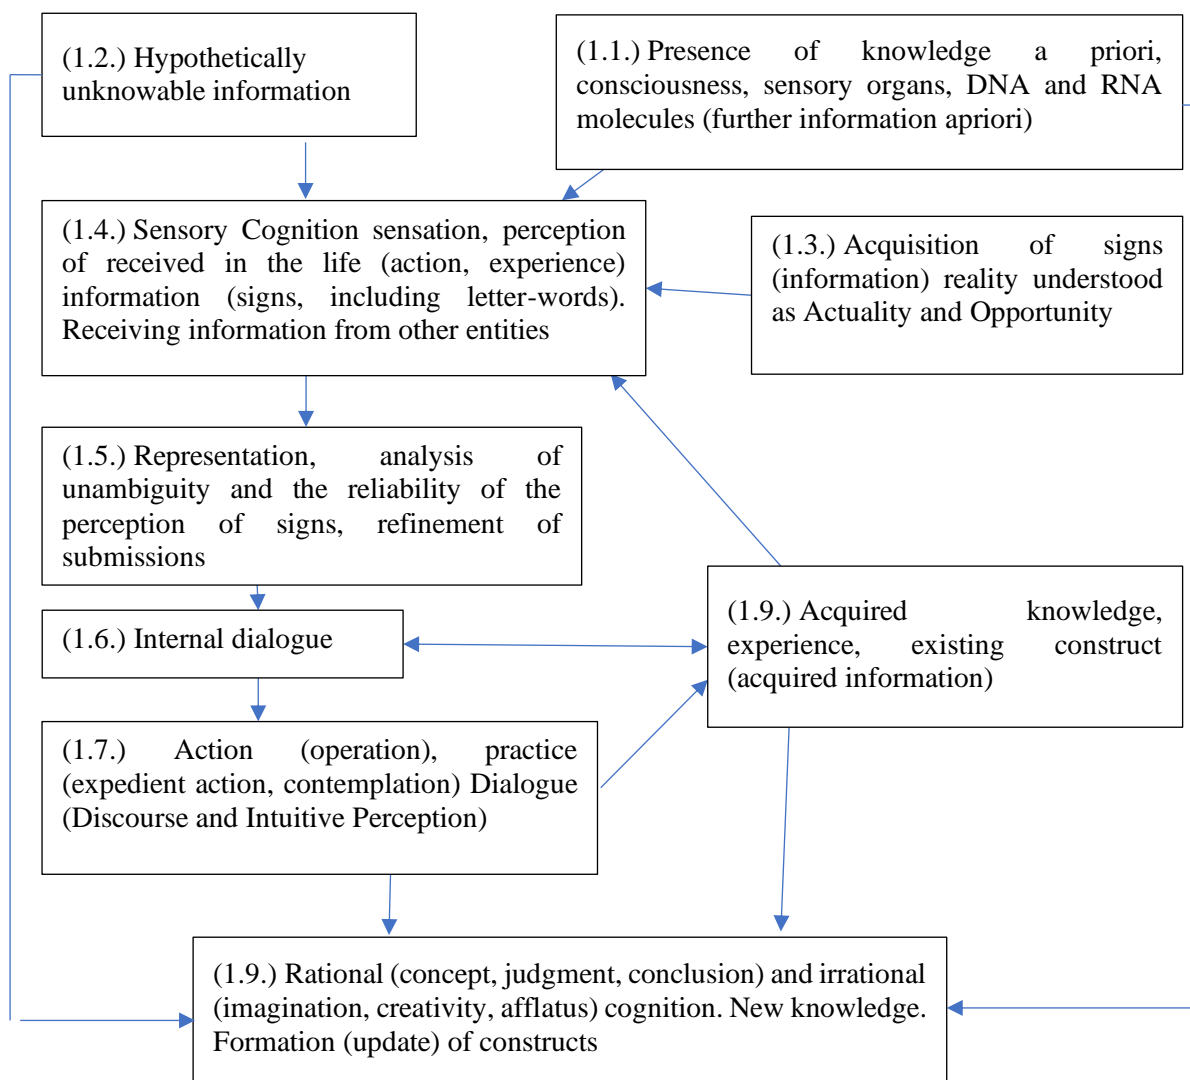 (1.2.) Hypothetically
unknowable information
(1.1.) Presence of knowledge a priori,
consciousness, sensory organs, DNA and RNA
molecules (further information apriori)
(1.4.) Sensory Cognition sensation, perception
of received in the life (action, experience)
information (signs, including letter-words).
Receiving information from other entities
(1.3.) Acquisition of signs
(information) reality understood
as Actuality and Opportunity
(1.5.) Representation, analysis of
unambiguity and the reliability of the
perception of signs, refinement of
submissions
(1.6.) Internal dialogue
(1.9.) Acquired knowledge,
experience, existing construct
(acquired information)
(1.7.) Action (operation), practice
(expedient action, contemplation) Dialogue
(Discourse and Intuitive Perception)
(1.9.) Rational (concept, judgment, conclusion) and irrational
(imagination, creativity, afflatus) cognition. New knowledge.
Formation (update) of constructs